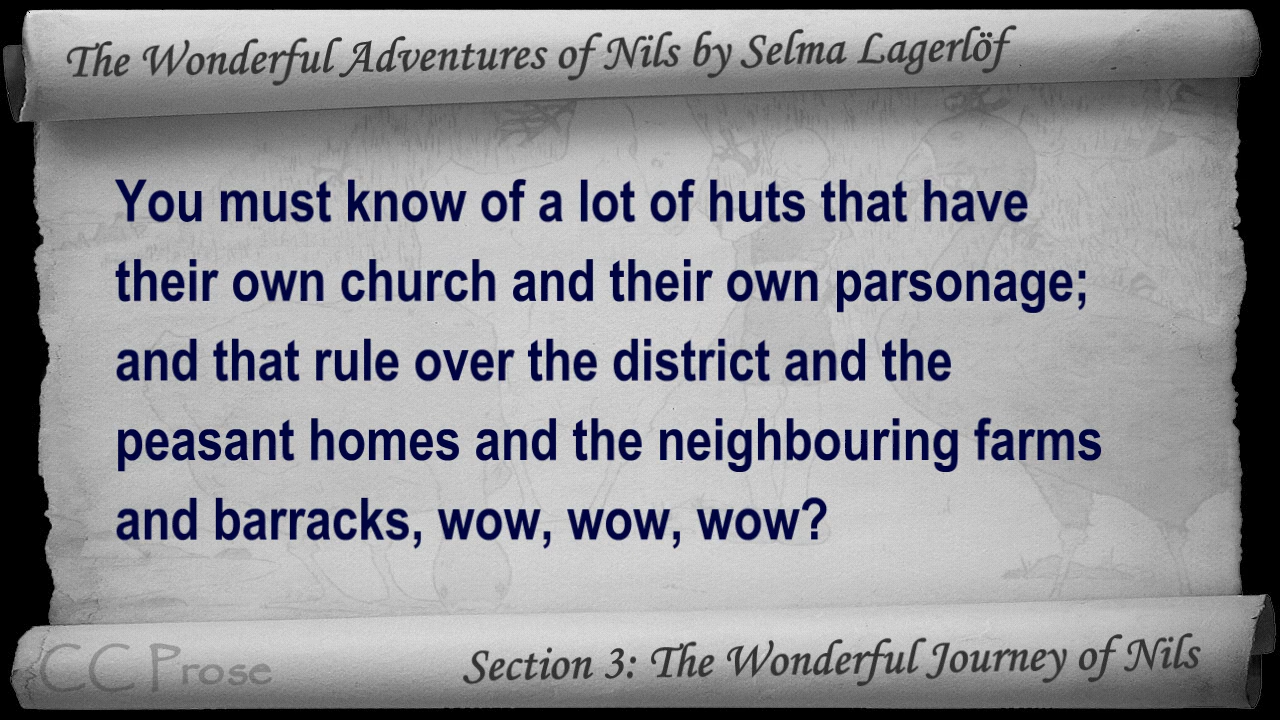 The Wonderful Adventures of Nils by Selma Lagerlöf
You must know of a lot of huts that have
their own church and their own parsonage;
and that rule over the district and the
peasant homes and the neighbouring farms
and barracks, wow, wow, wow?
CC Prose
Section 3: The Wonderful Journey of Nils